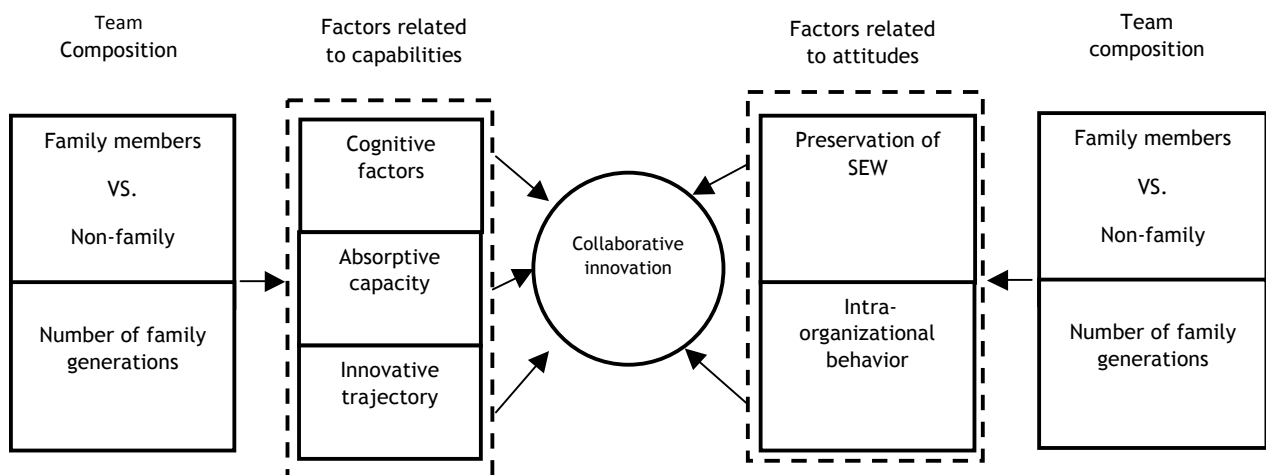 Team
Composition
Factors related
to capabilities
Factors related
to attitudes
Team
composition
Family members
VS.
Non-family
Number of family
generations
Cognitive
factors
Absorptive
capacity
Innovative
trajectory
Collaborative
innovation
Preservation of
SEW
Intra-
organizational
behavior
Family members
VS.
Non-family
Number of family
generations